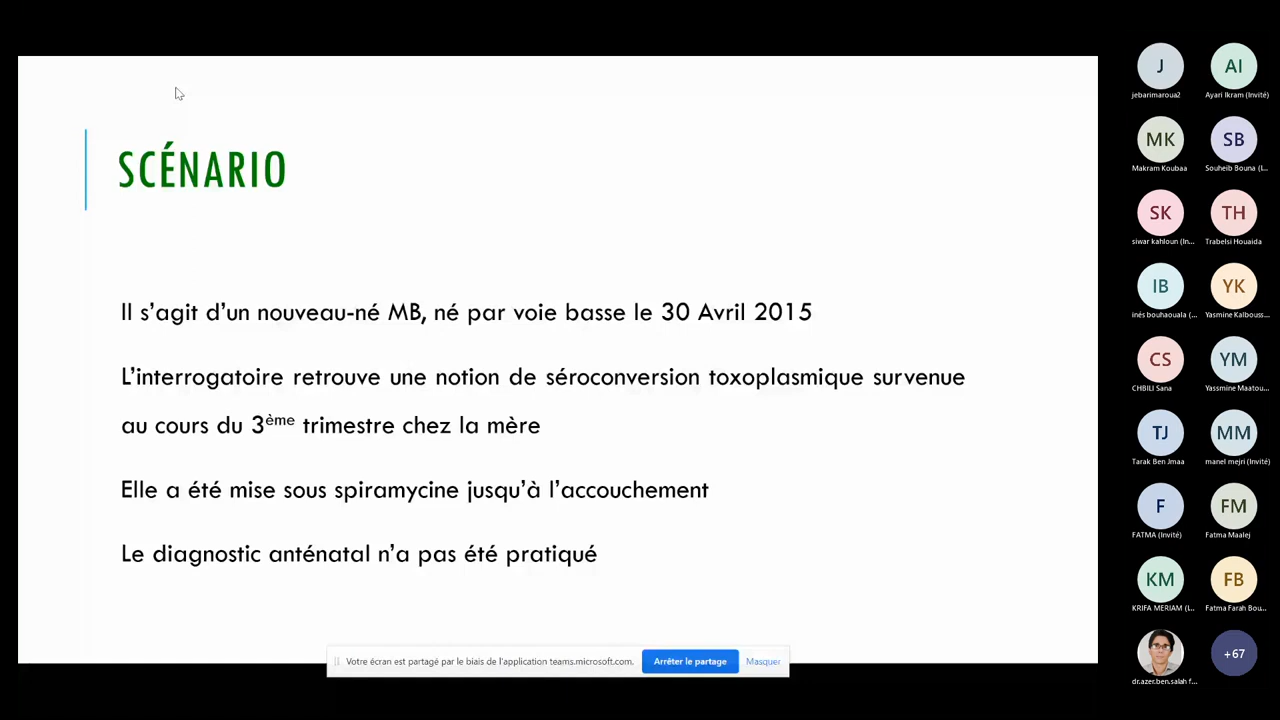 SCÉNARIO
Il s'agit d'un nouveau-né MB, né par voie basse le 30 Avril 2015
L'interrogatoire retrouve une notion de séroconversion toxoplasmique survenue
au cours du 3ème trimestre chez la mère
Elle a été mise sous spiramycine jusqu'à l'accouchement
Le diagnostic anténatal n'a pas été pratiqué
Votre écran est partagé par le biais de l'application teams.microsoft.com.
Arrêter le partage
Masquer
J
AI
jebarimaroua2
Ayari Ikram (Invité)
MK
SB
Makram Koubaa
Souheib Bouna (L...
SK
TH
siwar kahloun (In...
Trabelsi Houaida
IB
YK
inés bouhaouala (...
Yasmine Kalbouss...
CS
YM
CHBILI Sana
Yassmine Maatou...
TJ
MM
Tarak Ben Jmaa
manel mejri (Invité)
F
FM
FATMA (Invité)
Fatma Maalej
KM
FB
KRIFA MERIAM (L...
Fatma Farah Bou...
+67
dr.azer.ben.salah f...